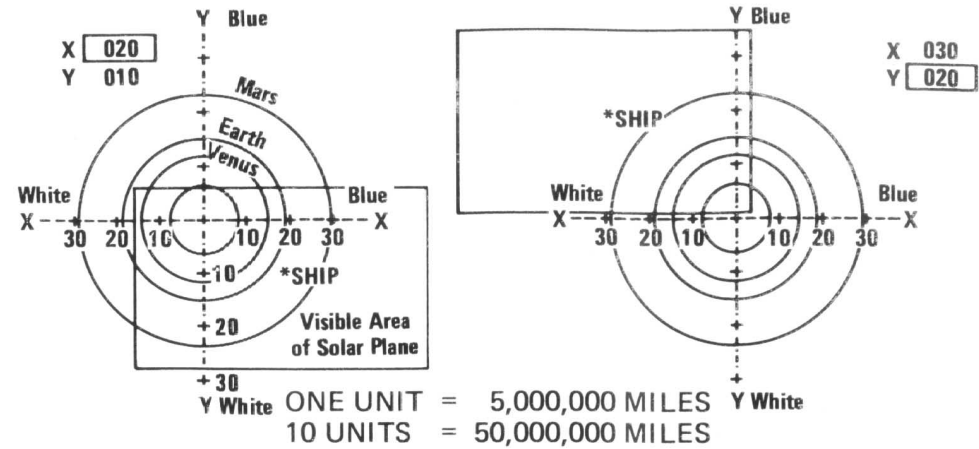 Y Blue
X 020
Y 010
Mars
Earth
Venus
White Blue
X X
30 20 10 10 20 30
10
*SHIP
20
Visible Area
of Solar Plane
30
Y White
Y Blue
X 030
Y 020
*SHIP
White Blue
X X
30 20 10 10 20 30
Y White
ONE UNIT = 5,000,000 MILES
10 UNITS = 50,000,000 MILES